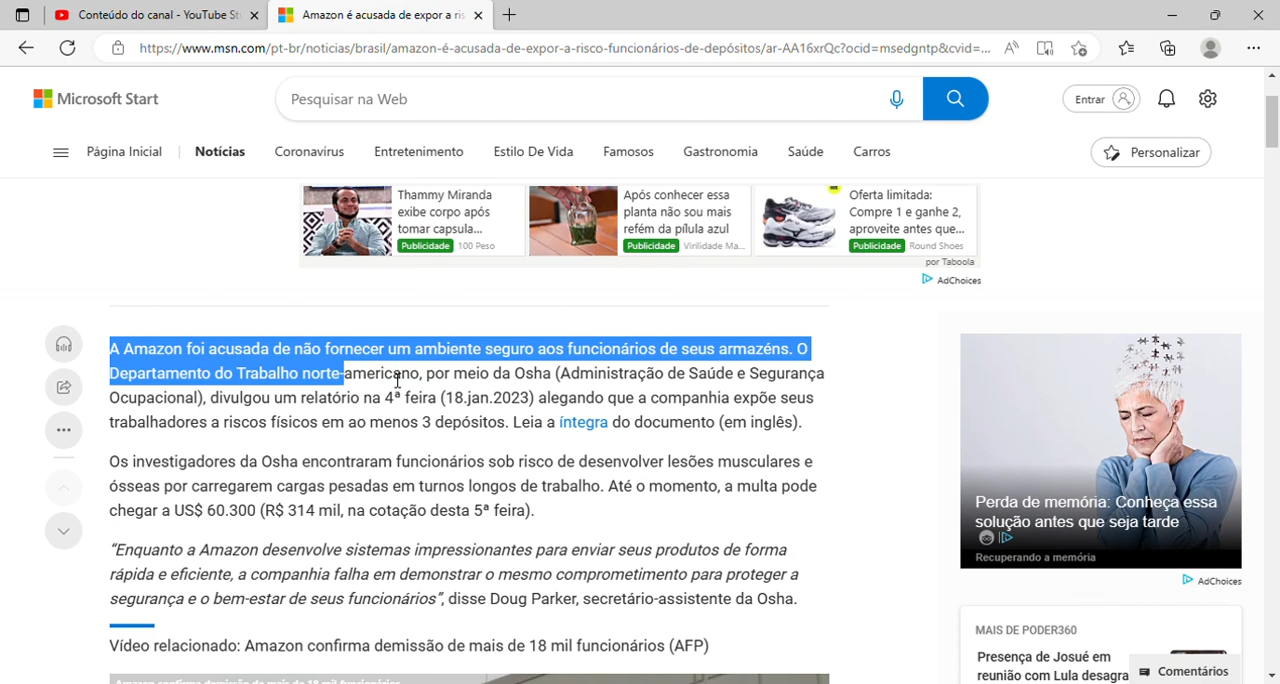 Conteúdo do canal - YouTube St
Amazon é acusada de expor a ris
https://www.msn.com/pt-br/noticias/brasil/amazon-é-acusada-de-expor-a-risco-funcionários-de-depósitos/ar-AA16xrQc?ocid=msedgntp&cvid=...
Microsoft Start
Pesquisar na Web
Entrar
Página Inicial
Notícias
Coronavírus
Entretenimento
Estilo De Vida
Famosos
Gastronomia
Saúde
Carros
Personalizar
Thammy Miranda
exibe corpo após
tomar capsula...
Publicidade 100 Peso
Após conhecer essa
planta não sou mais
refém da pílula azul
Publicidade Virilidade Ma...
Oferta limitada:
Compre 1 e ganhe 2,
aproveite antes que...
Publicidade Round Shoes
por Taboola
AdChoices
A Amazon foi acusada de não fornecer um ambiente seguro aos funcionários de seus armazéns. O
Departamento do Trabalho norte-americano, por meio da Osha (Administração de Saúde e Segurança
Ocupacional), divulgou um relatório na 4ª feira (18.jan.2023) alegando que a companhia expõe seus
trabalhadores a riscos físicos em ao menos 3 depósitos. Leia a íntegra do documento (em inglês).
Os investigadores da Osha encontraram funcionários sob risco de desenvolver lesões musculares e
ósseas por carregarem cargas pesadas em turnos longos de trabalho. Até o momento, a multa pode
chegar a US$ 60.300 (R$ 314 mil, na cotação desta 5ª feira).
“Enquanto a Amazon desenvolve sistemas impressionantes para enviar seus produtos de forma
rápida e eficiente, a companhia falha em demonstrar o mesmo comprometimento para proteger a
segurança e o bem-estar de seus funcionários”, disse Doug Parker, secretário-assistente da Osha.
Vídeo relacionado: Amazon confirma demissão de mais de 18 mil funcionários (AFP)
Amazon confirma demissão de mais de 18 mil funcionários
Perda de memória: Conheça essa
solução antes que seja tarde
Recuperando a memória
AdChoices
MAIS DE PODER360
Presença de Josué em
reunião com Lula desagra
Comentários